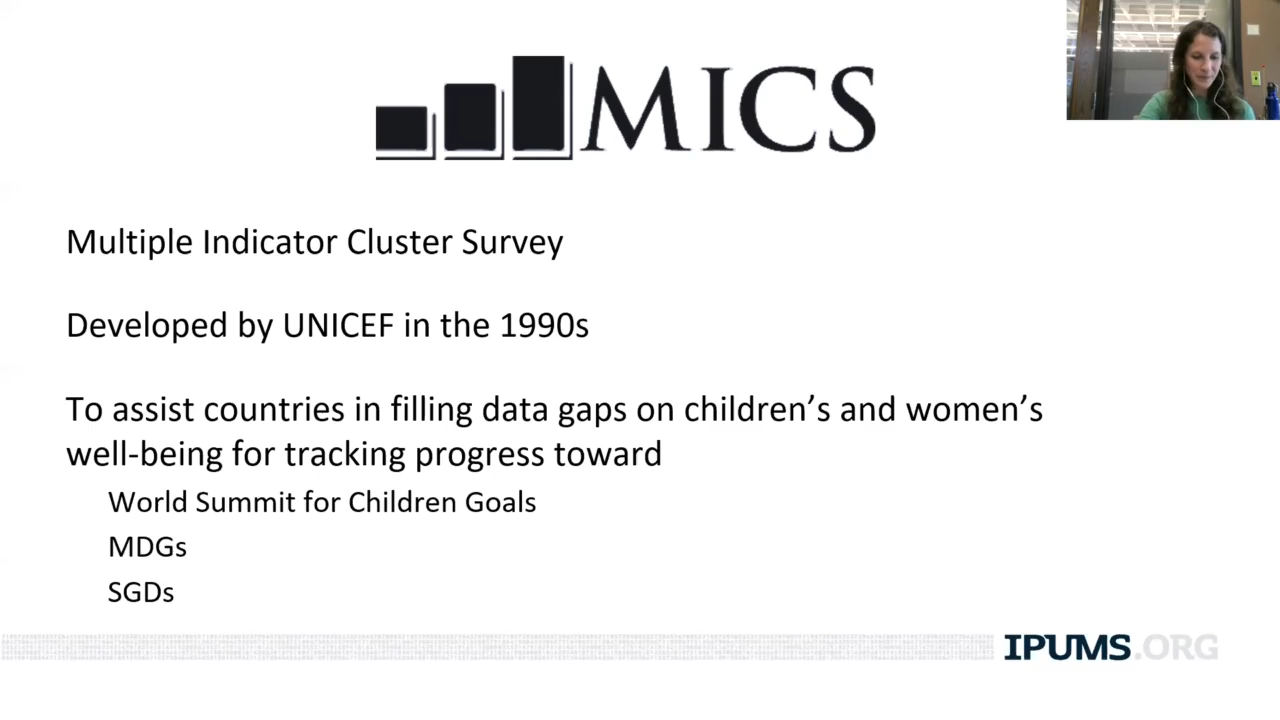 MICS
Multiple Indicator Cluster Survey
Developed by UNICEF in the 1990s
To assist countries in filling data gaps on children’s and women’s
well-being for tracking progress toward
World Summit for Children Goals
MDGs
SGDs
IPUMS.ORG